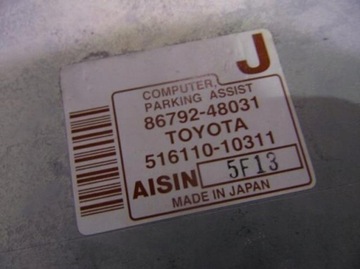 J
COMPUTER,
PARKING ASSIST
86792-48031
TOYOTA
516110-10311
AISIN 5F13
MADE IN JAPAN